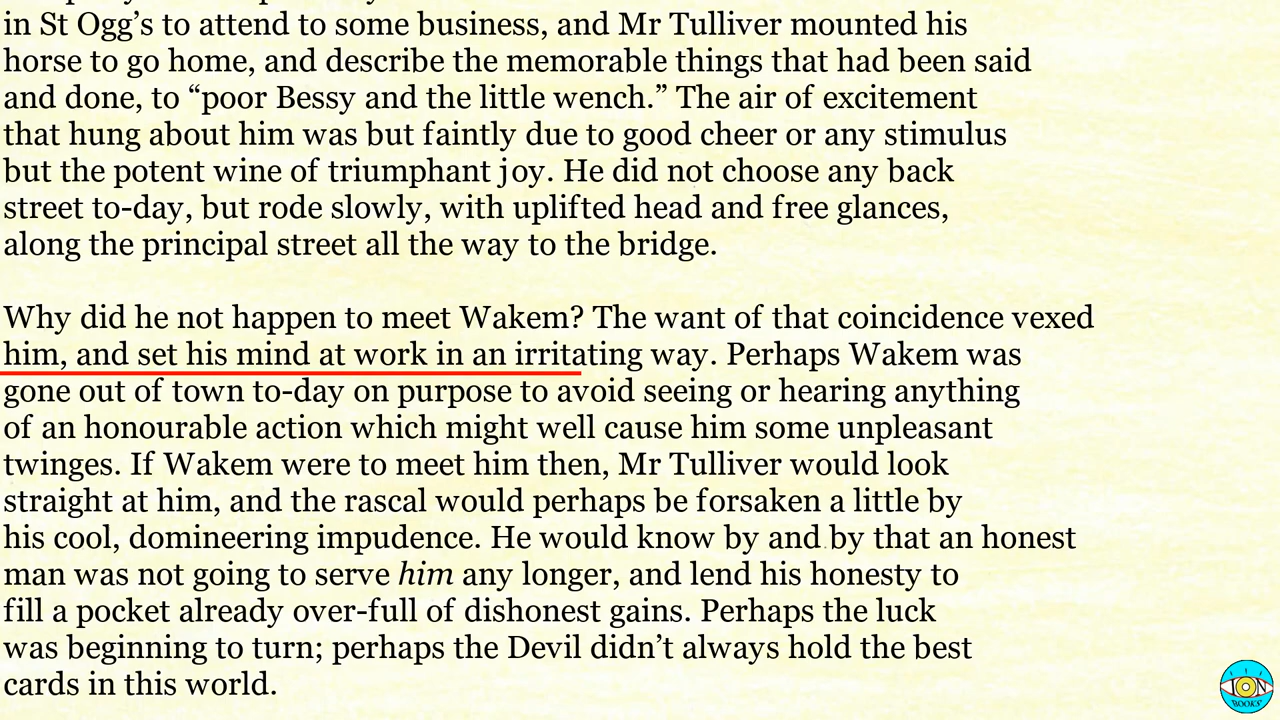 in St Ogg’s to attend to some business, and Mr Tulliver mounted his
horse to go home, and describe the memorable things that had been said
and done, to “poor Bessy and the little wench.” The air of excitement
that hung about him was but faintly due to good cheer or any stimulus
but the potent wine of triumphant joy. He did not choose any back
street to-day, but rode slowly, with uplifted head and free glances,
along the principal street all the way to the bridge.
Why did he not happen to meet Wakem? The want of that coincidence vexed
him, and set his mind at work in an irritating way. Perhaps Wakem was
gone out of town to-day on purpose to avoid seeing or hearing anything
of an honourable action which might well cause him some unpleasant
twinges. If Wakem were to meet him then, Mr Tulliver would look
straight at him, and the rascal would perhaps be forsaken a little by
his cool, domineering impudence. He would know by and by that an honest
man was not going to serve him any longer, and lend his honesty to
fill a pocket already over-full of dishonest gains. Perhaps the luck
was beginning to turn; perhaps the Devil didn’t always hold the best
cards in this world.
ION
BOOKS